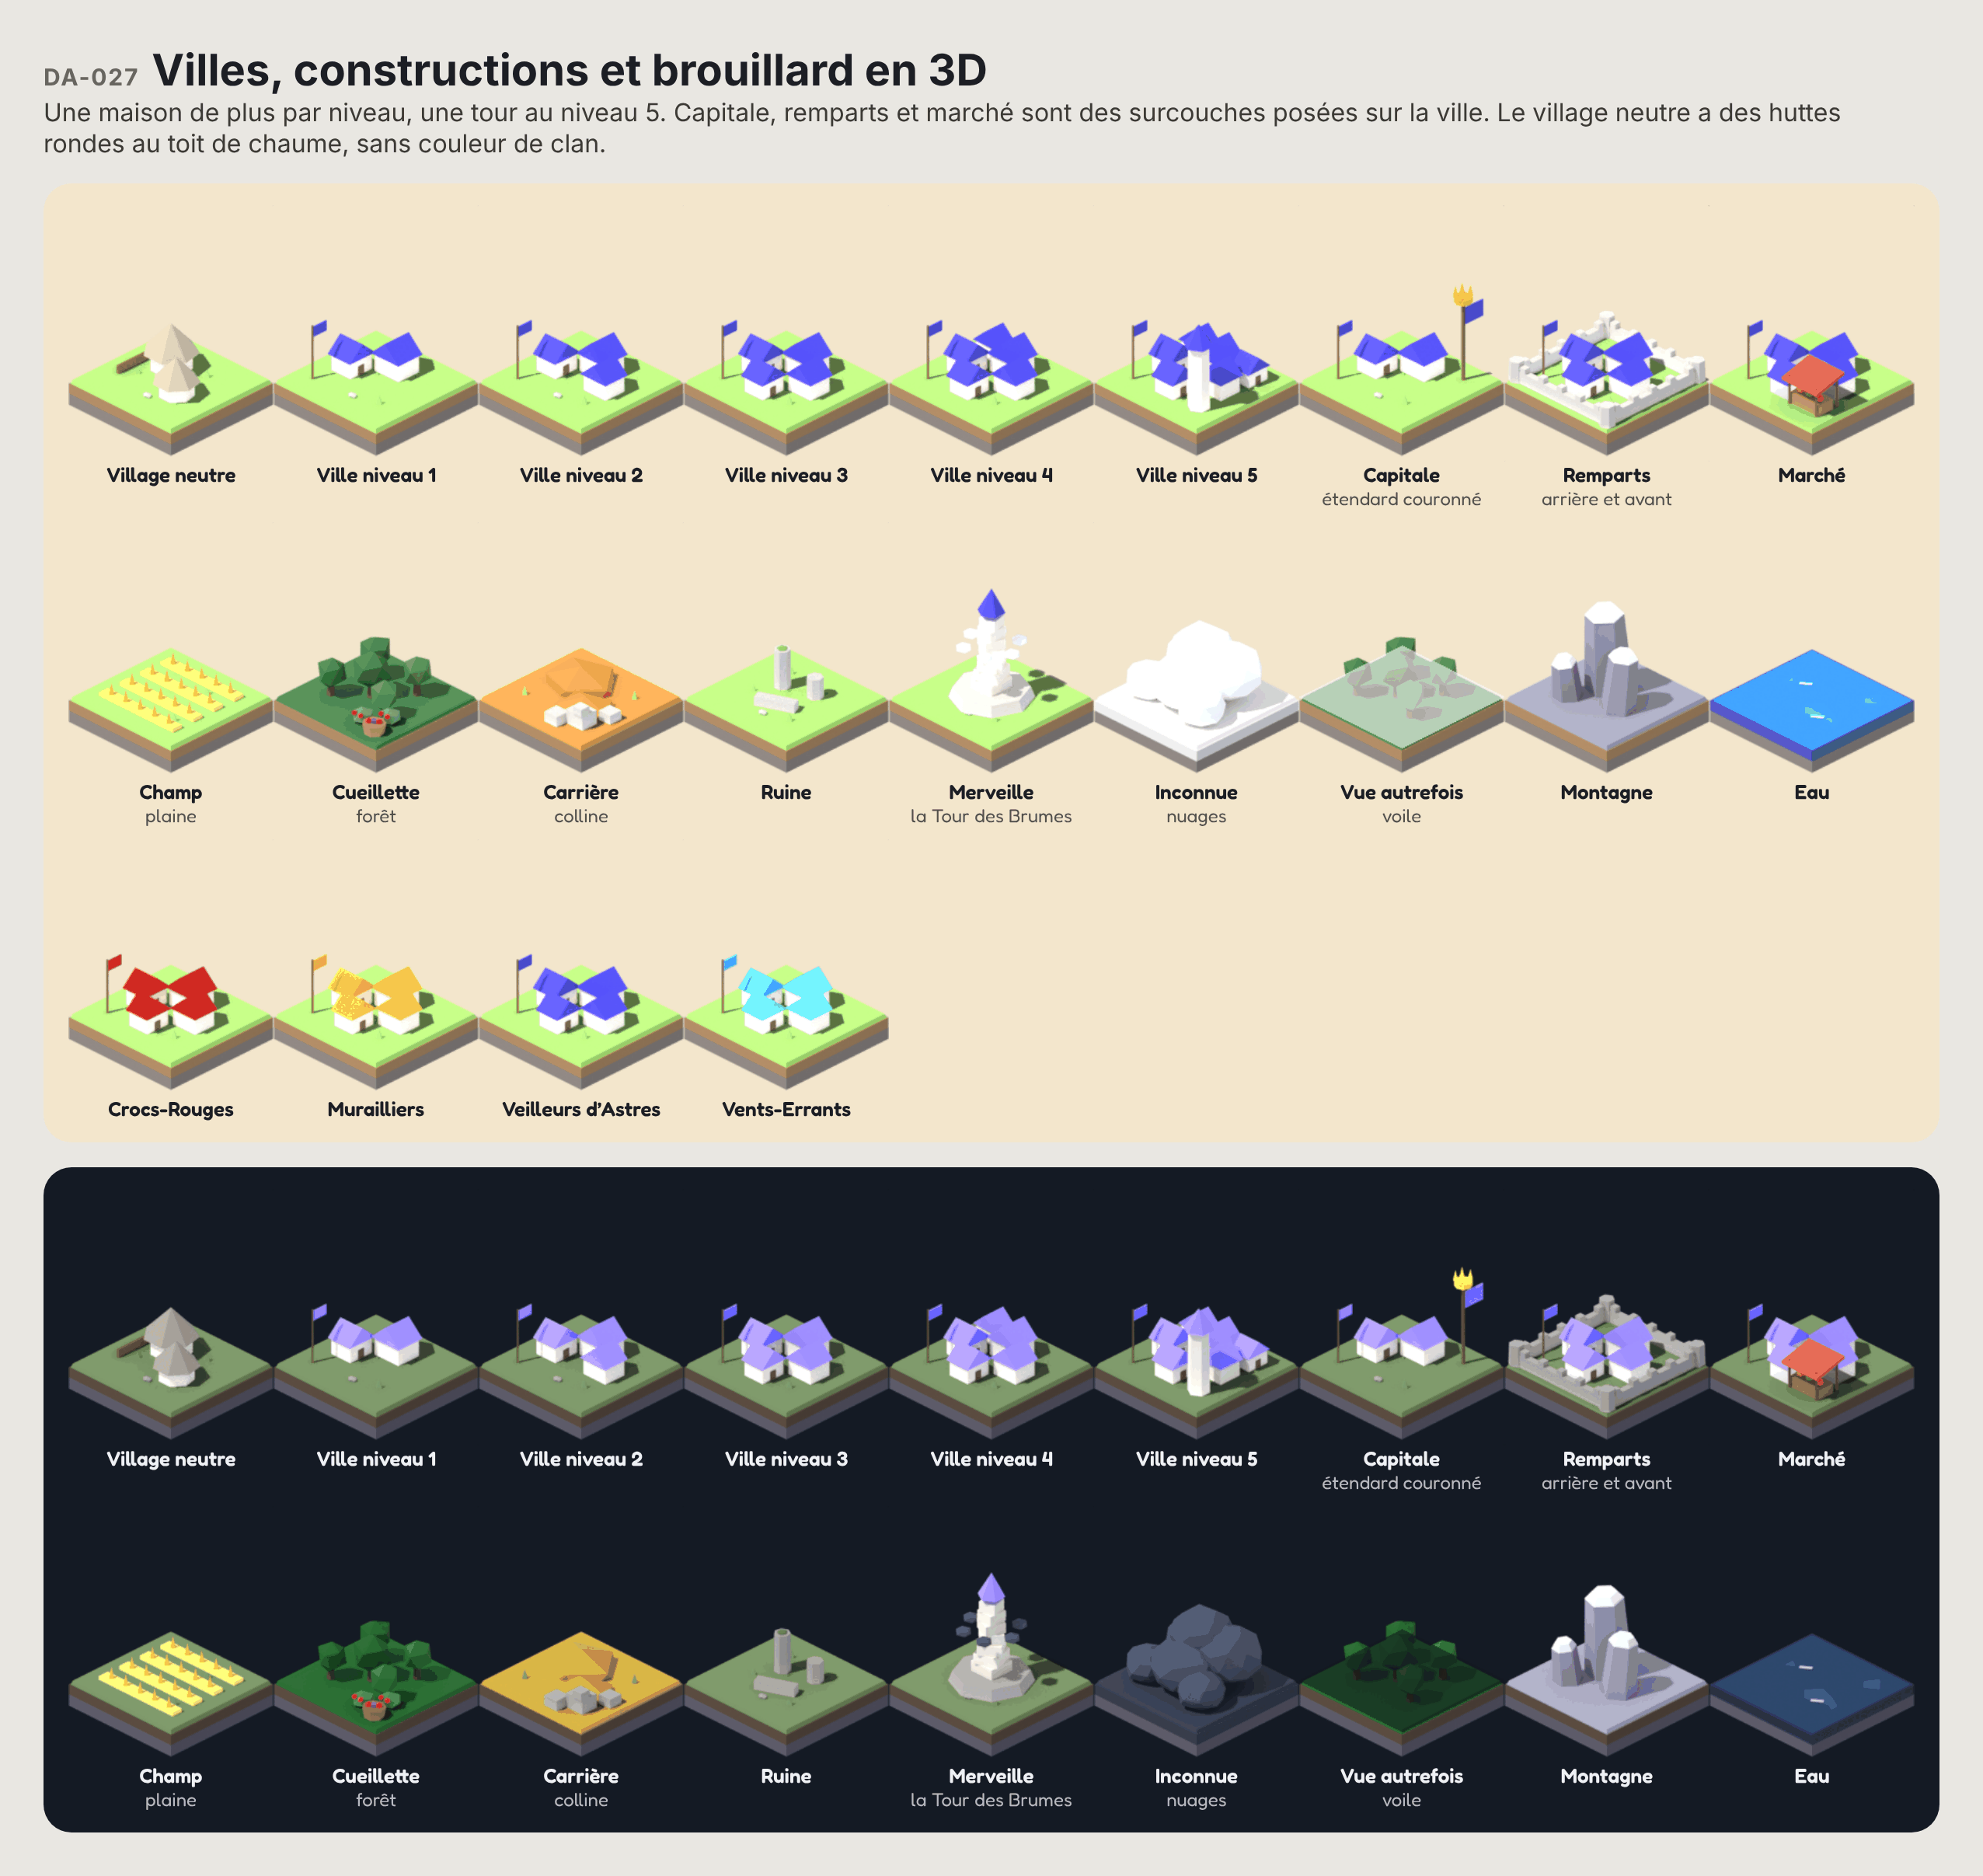 DA-027 Villes, constructions et brouillard en 3D
Une maison de plus par niveau, une tour au niveau 5. Capitale, remparts et marché sont des surcouches posées sur la ville. Le village neutre a des huttes
rondes au toit de chaume, sans couleur de clan.
Village neutre Ville niveau 1 Ville niveau 2 Ville niveau 3 Ville niveau 4 Ville niveau 5 Capitale Remparts Marché
étendard couronné arrière et avant
Champ Cueillette Carrière Ruine Merveille Inconnue Vue autrefois Montagne Eau
plaine forêt colline la Tour des Brumes nuages voile
Crocs-Rouges Murailliers Veilleurs d’Astres Vents-Errants
Village neutre Ville niveau 1 Ville niveau 2 Ville niveau 3 Ville niveau 4 Ville niveau 5 Capitale Remparts Marché
étendard couronné arrière et avant
Champ Cueillette Carrière Ruine Merveille Inconnue Vue autrefois Montagne Eau
plaine forêt colline la Tour des Brumes nuages voile